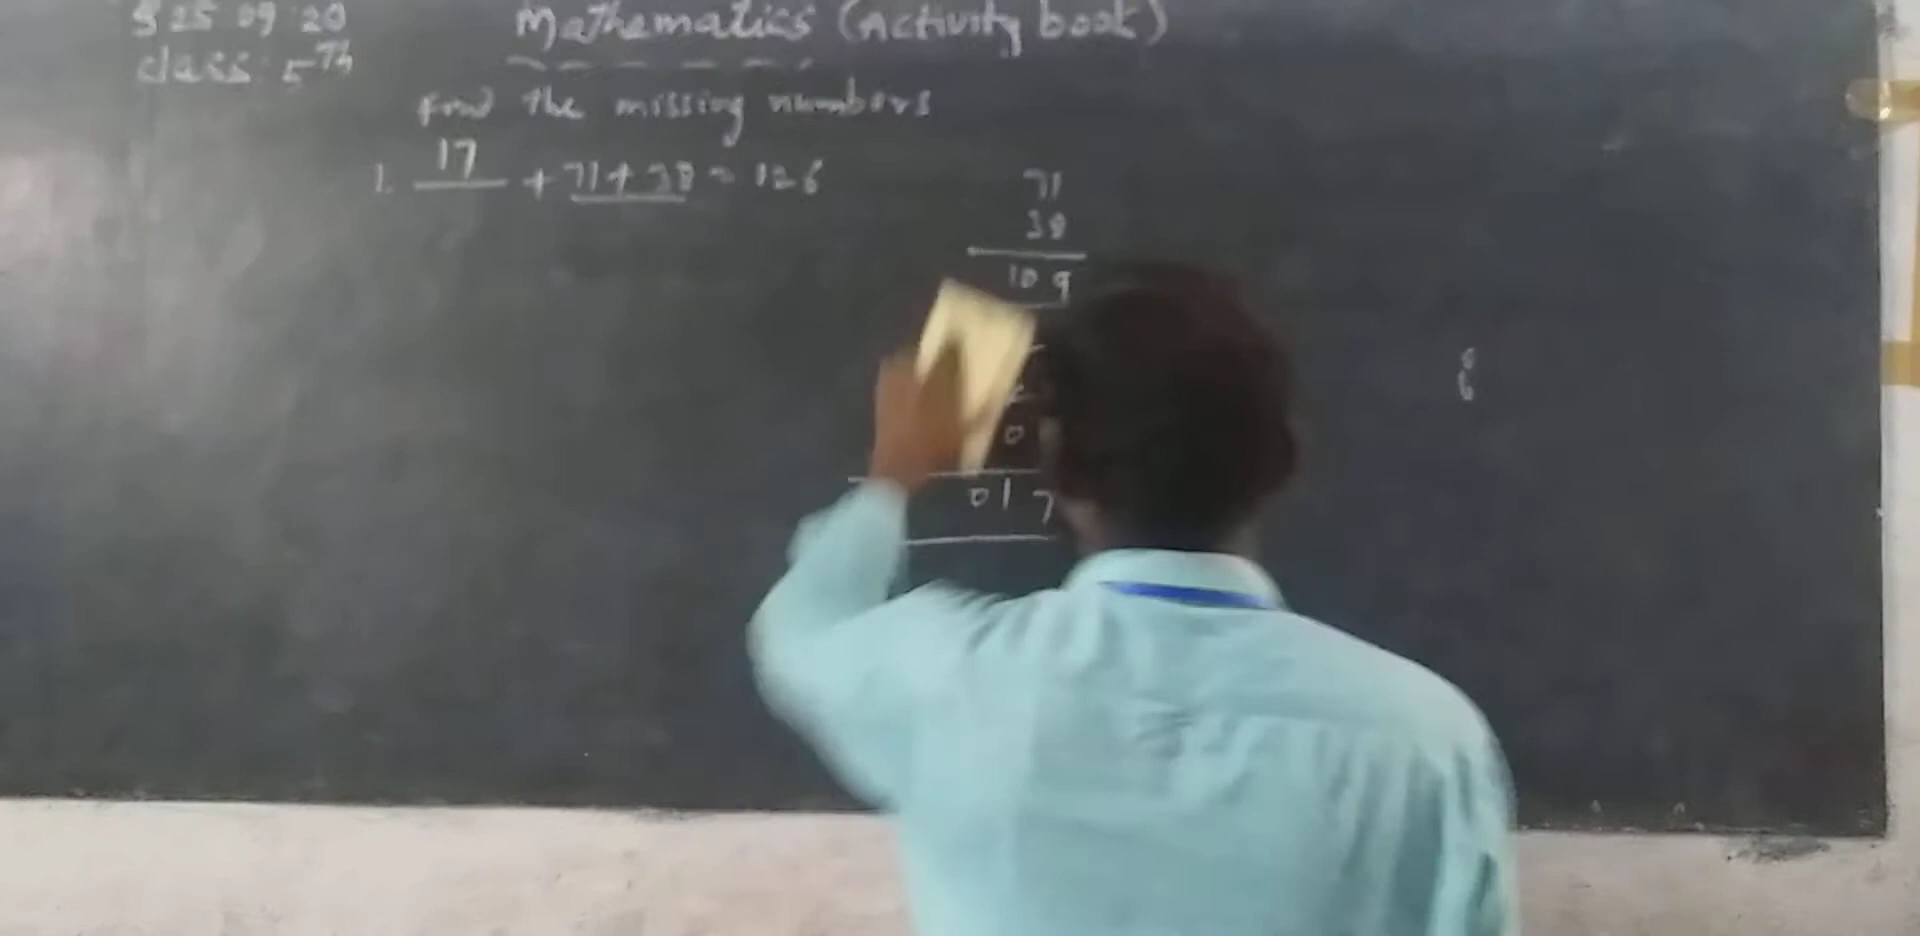 25 09 20
class: 5th
Mathematics (Activity book)
Find the missing numbers
1. 17 + 71 + 38 = 126
71
38
109
0
017